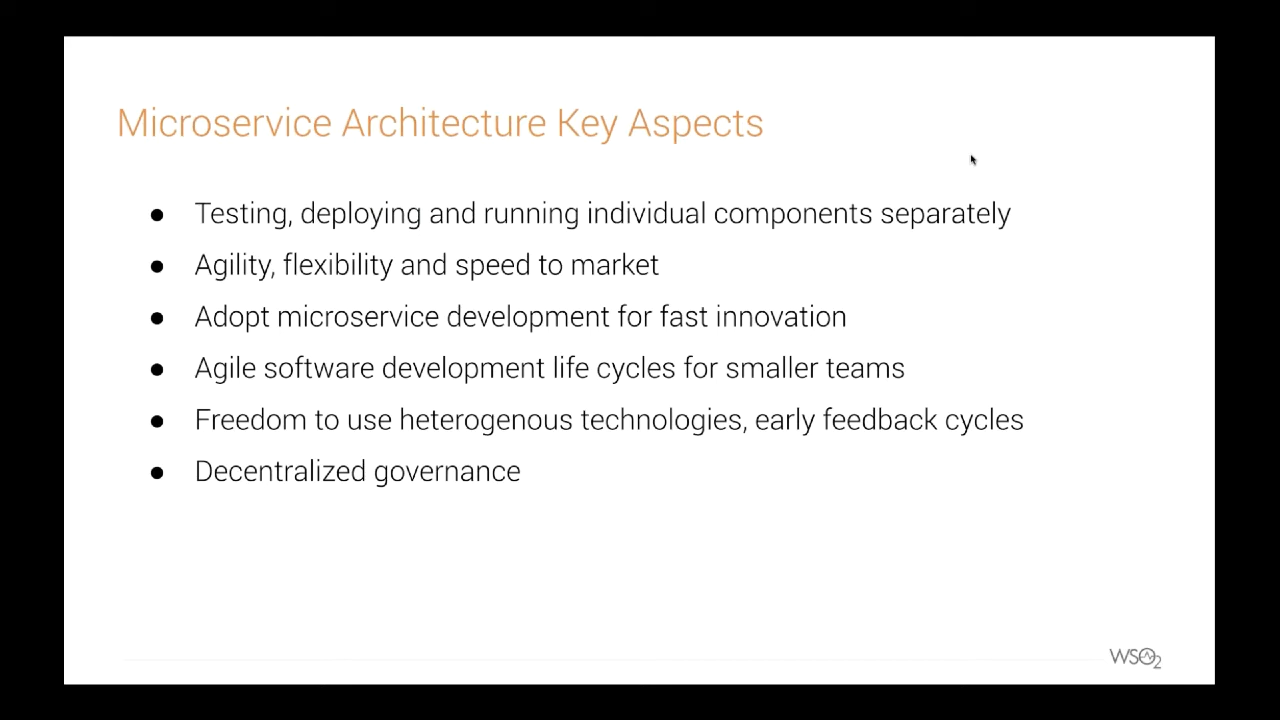 Microservice Architecture Key Aspects
● Testing, deploying and running individual components separately
● Agility, flexibility and speed to market
● Adopt microservice development for fast innovation
● Agile software development life cycles for smaller teams
● Freedom to use heterogenous technologies, early feedback cycles
● Decentralized governance
WSO2